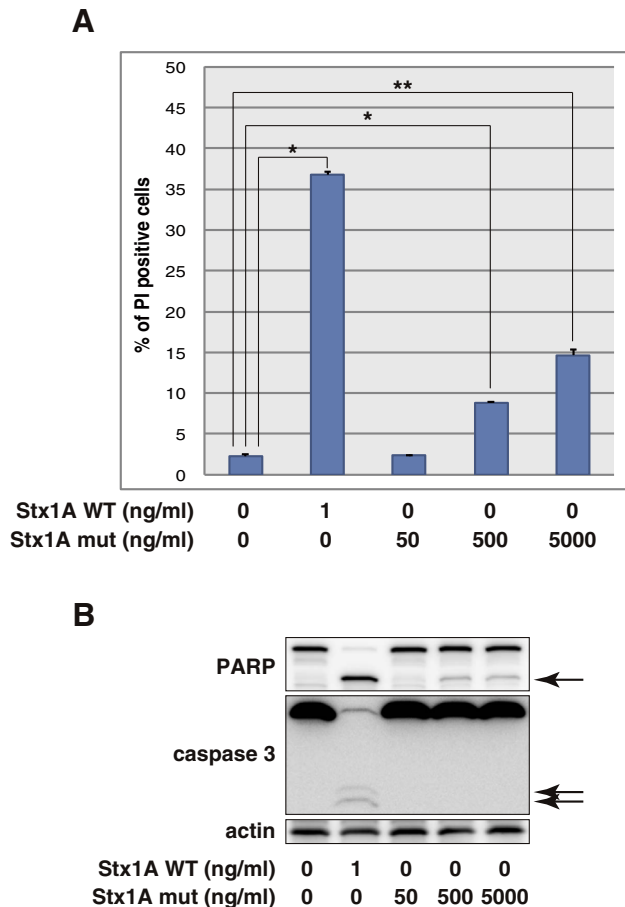 A
50
45
40
35
30
25
20
15
10
5
0
% of PI positive cells
**
*
*
Stx1A WT (ng/ml) 0 1 0 0 0
Stx1A mut (ng/ml) 0 0 50 500 5000
B
PARP
caspase 3
actin
Stx1A WT (ng/ml) 0 1 0 0 0
Stx1A mut (ng/ml) 0 0 50 500 5000